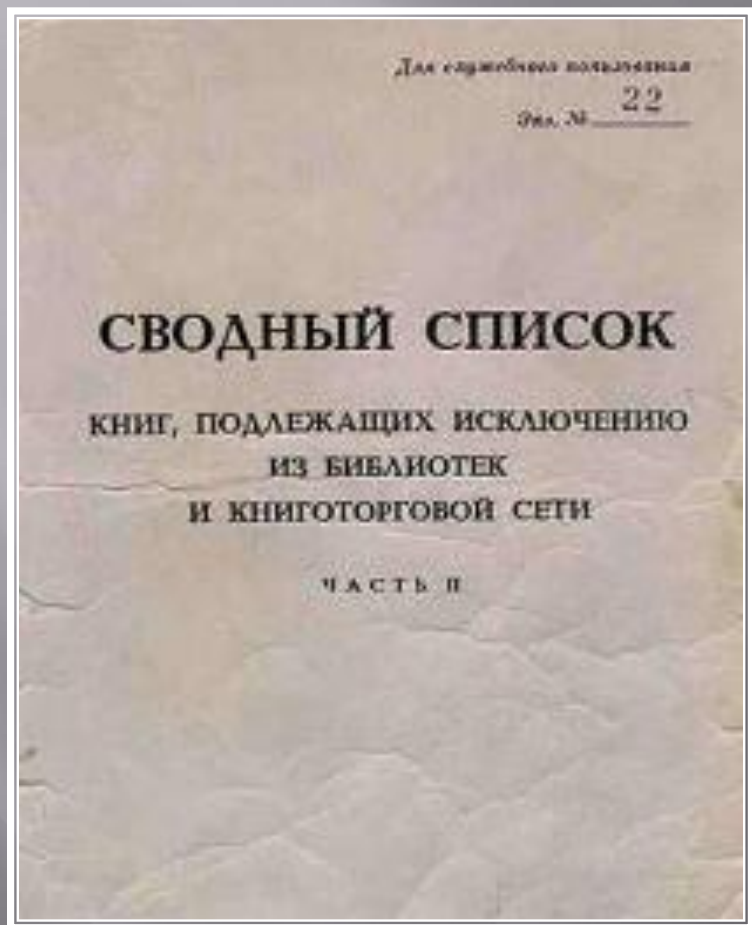 Для служебного пользования
Экз. № 22
СВОДНЫЙ СПИСОК
КНИГ, ПОДЛЕЖАЩИХ ИСКЛЮЧЕНИЮ
ИЗ БИБЛИОТЕК
И КНИГОТОРГОВОЙ СЕТИ
ЧАСТЬ II